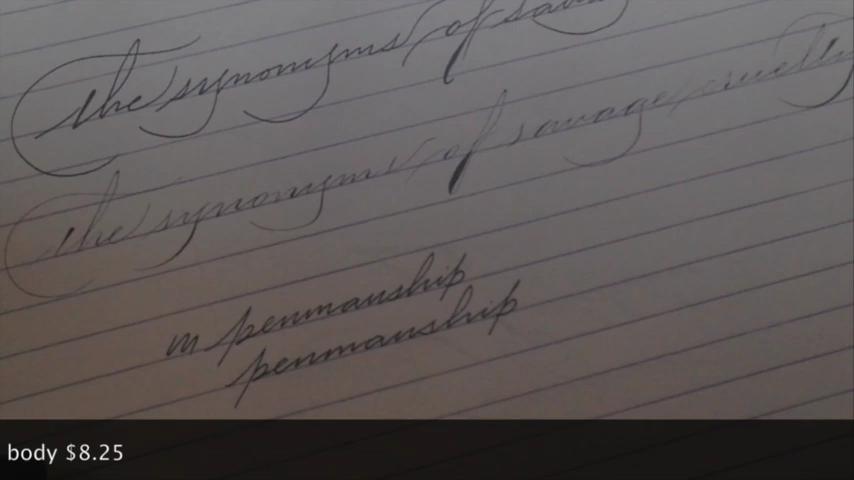 the synonyms of
the synonyms of savage cruelty
m penmanship
penmanship
body $8.25